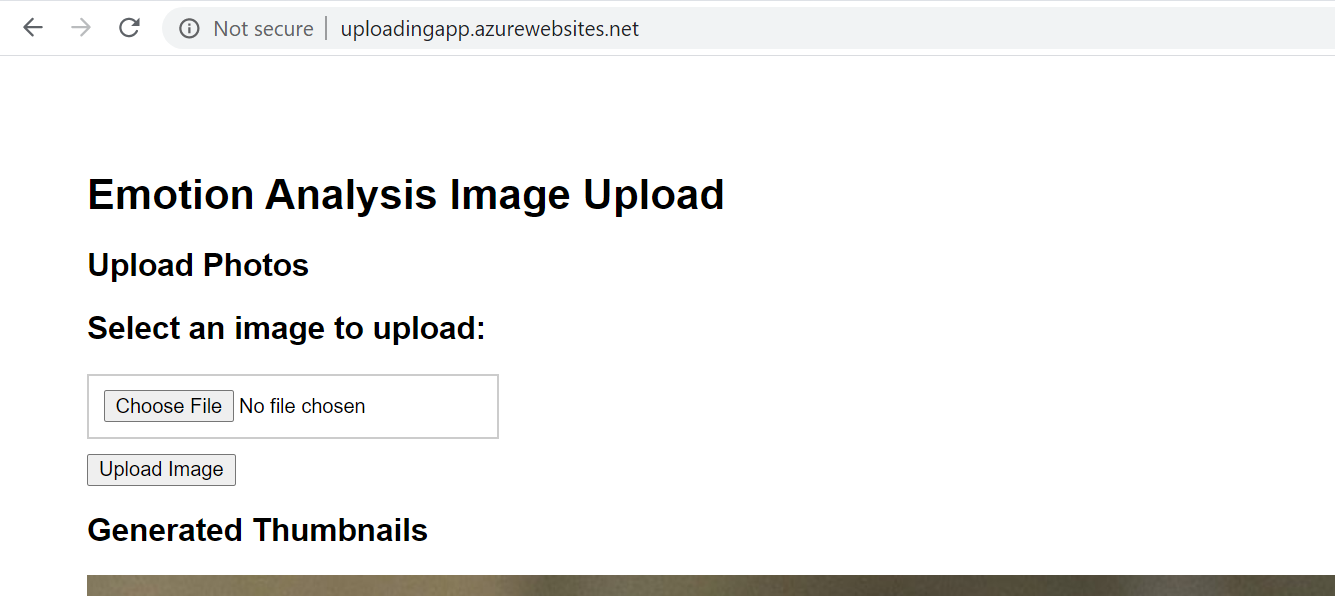 Not secure | uploadingapp.azurewebsites.net
Emotion Analysis Image Upload
Upload Photos
Select an image to upload:
Choose File No file chosen
Upload Image
Generated Thumbnails